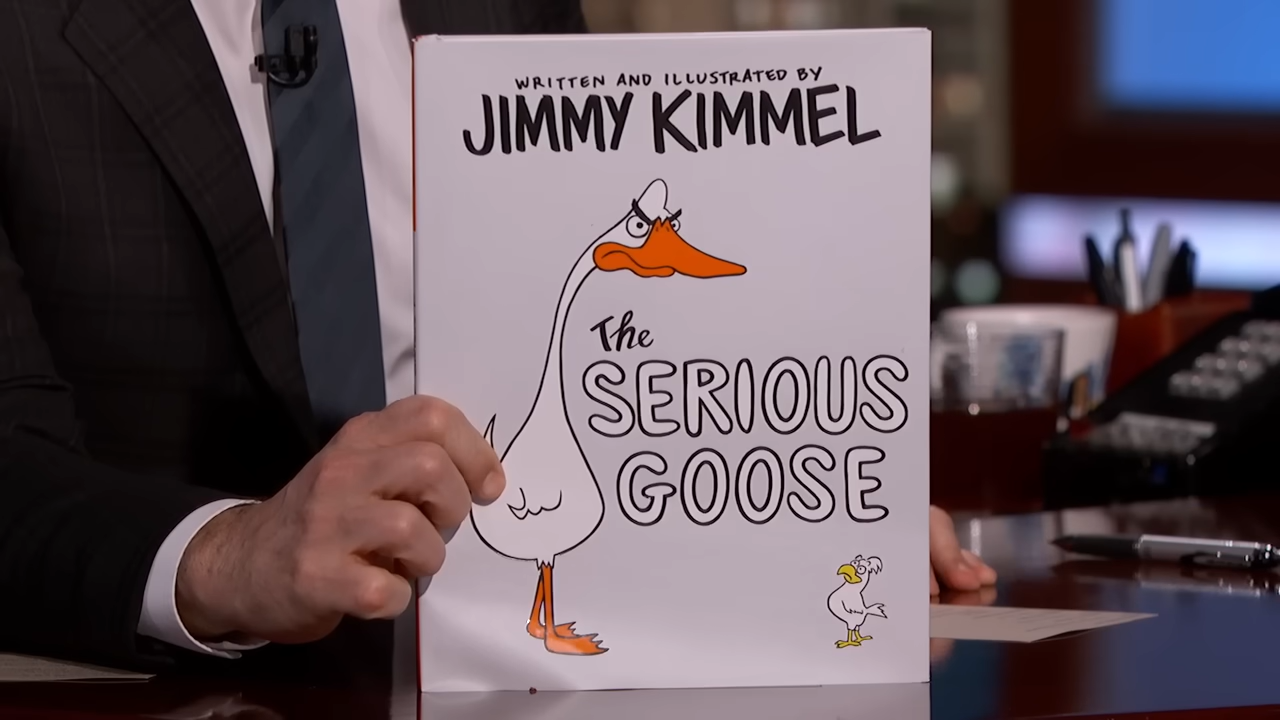 WRITTEN AND ILLUSTRATED BY
JIMMY KIMMEL
The
SERIOUS
GOOSE